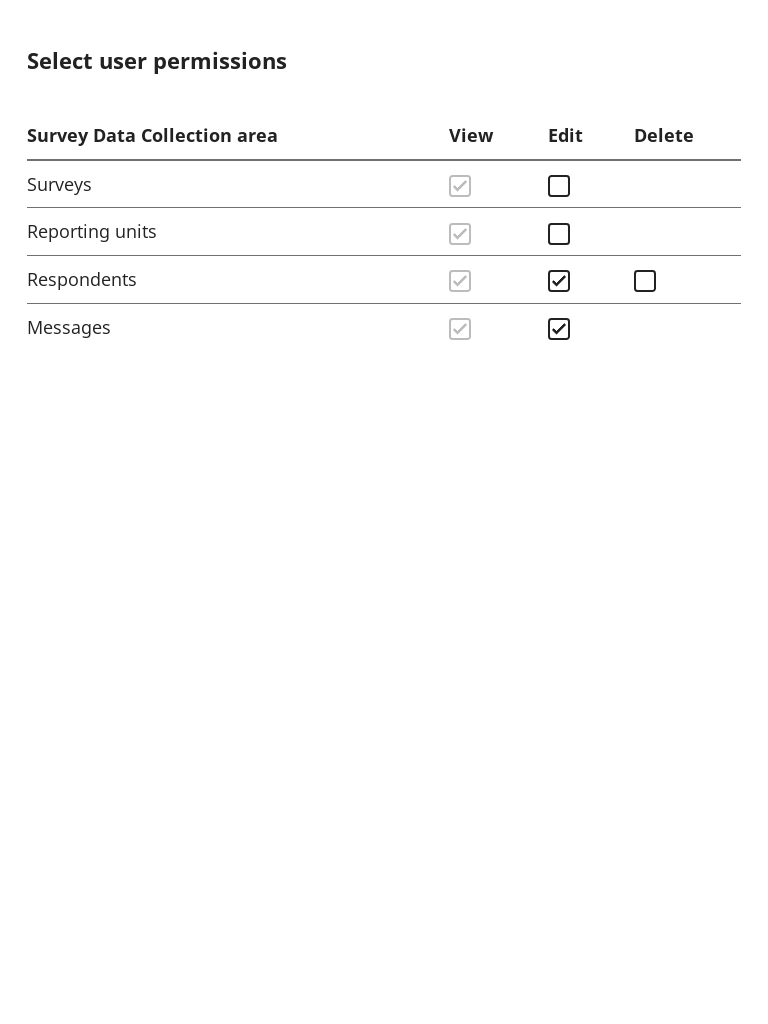 Select user permissions
Survey Data Collection area View Edit Delete
Surveys
Reporting units
Respondents
Messages